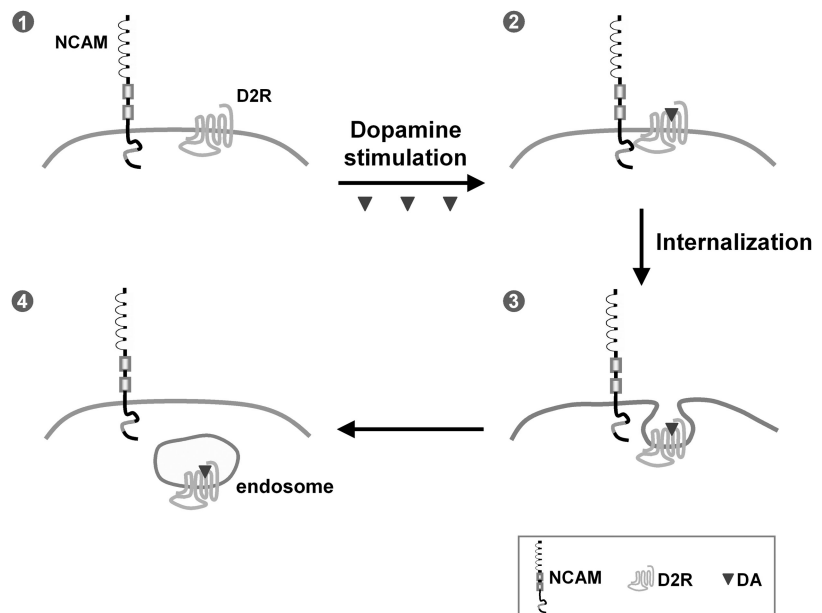 1
NCAM
D2R
Dopamine
stimulation
2
Internalization
4
endosome
3
NCAM D2R DA